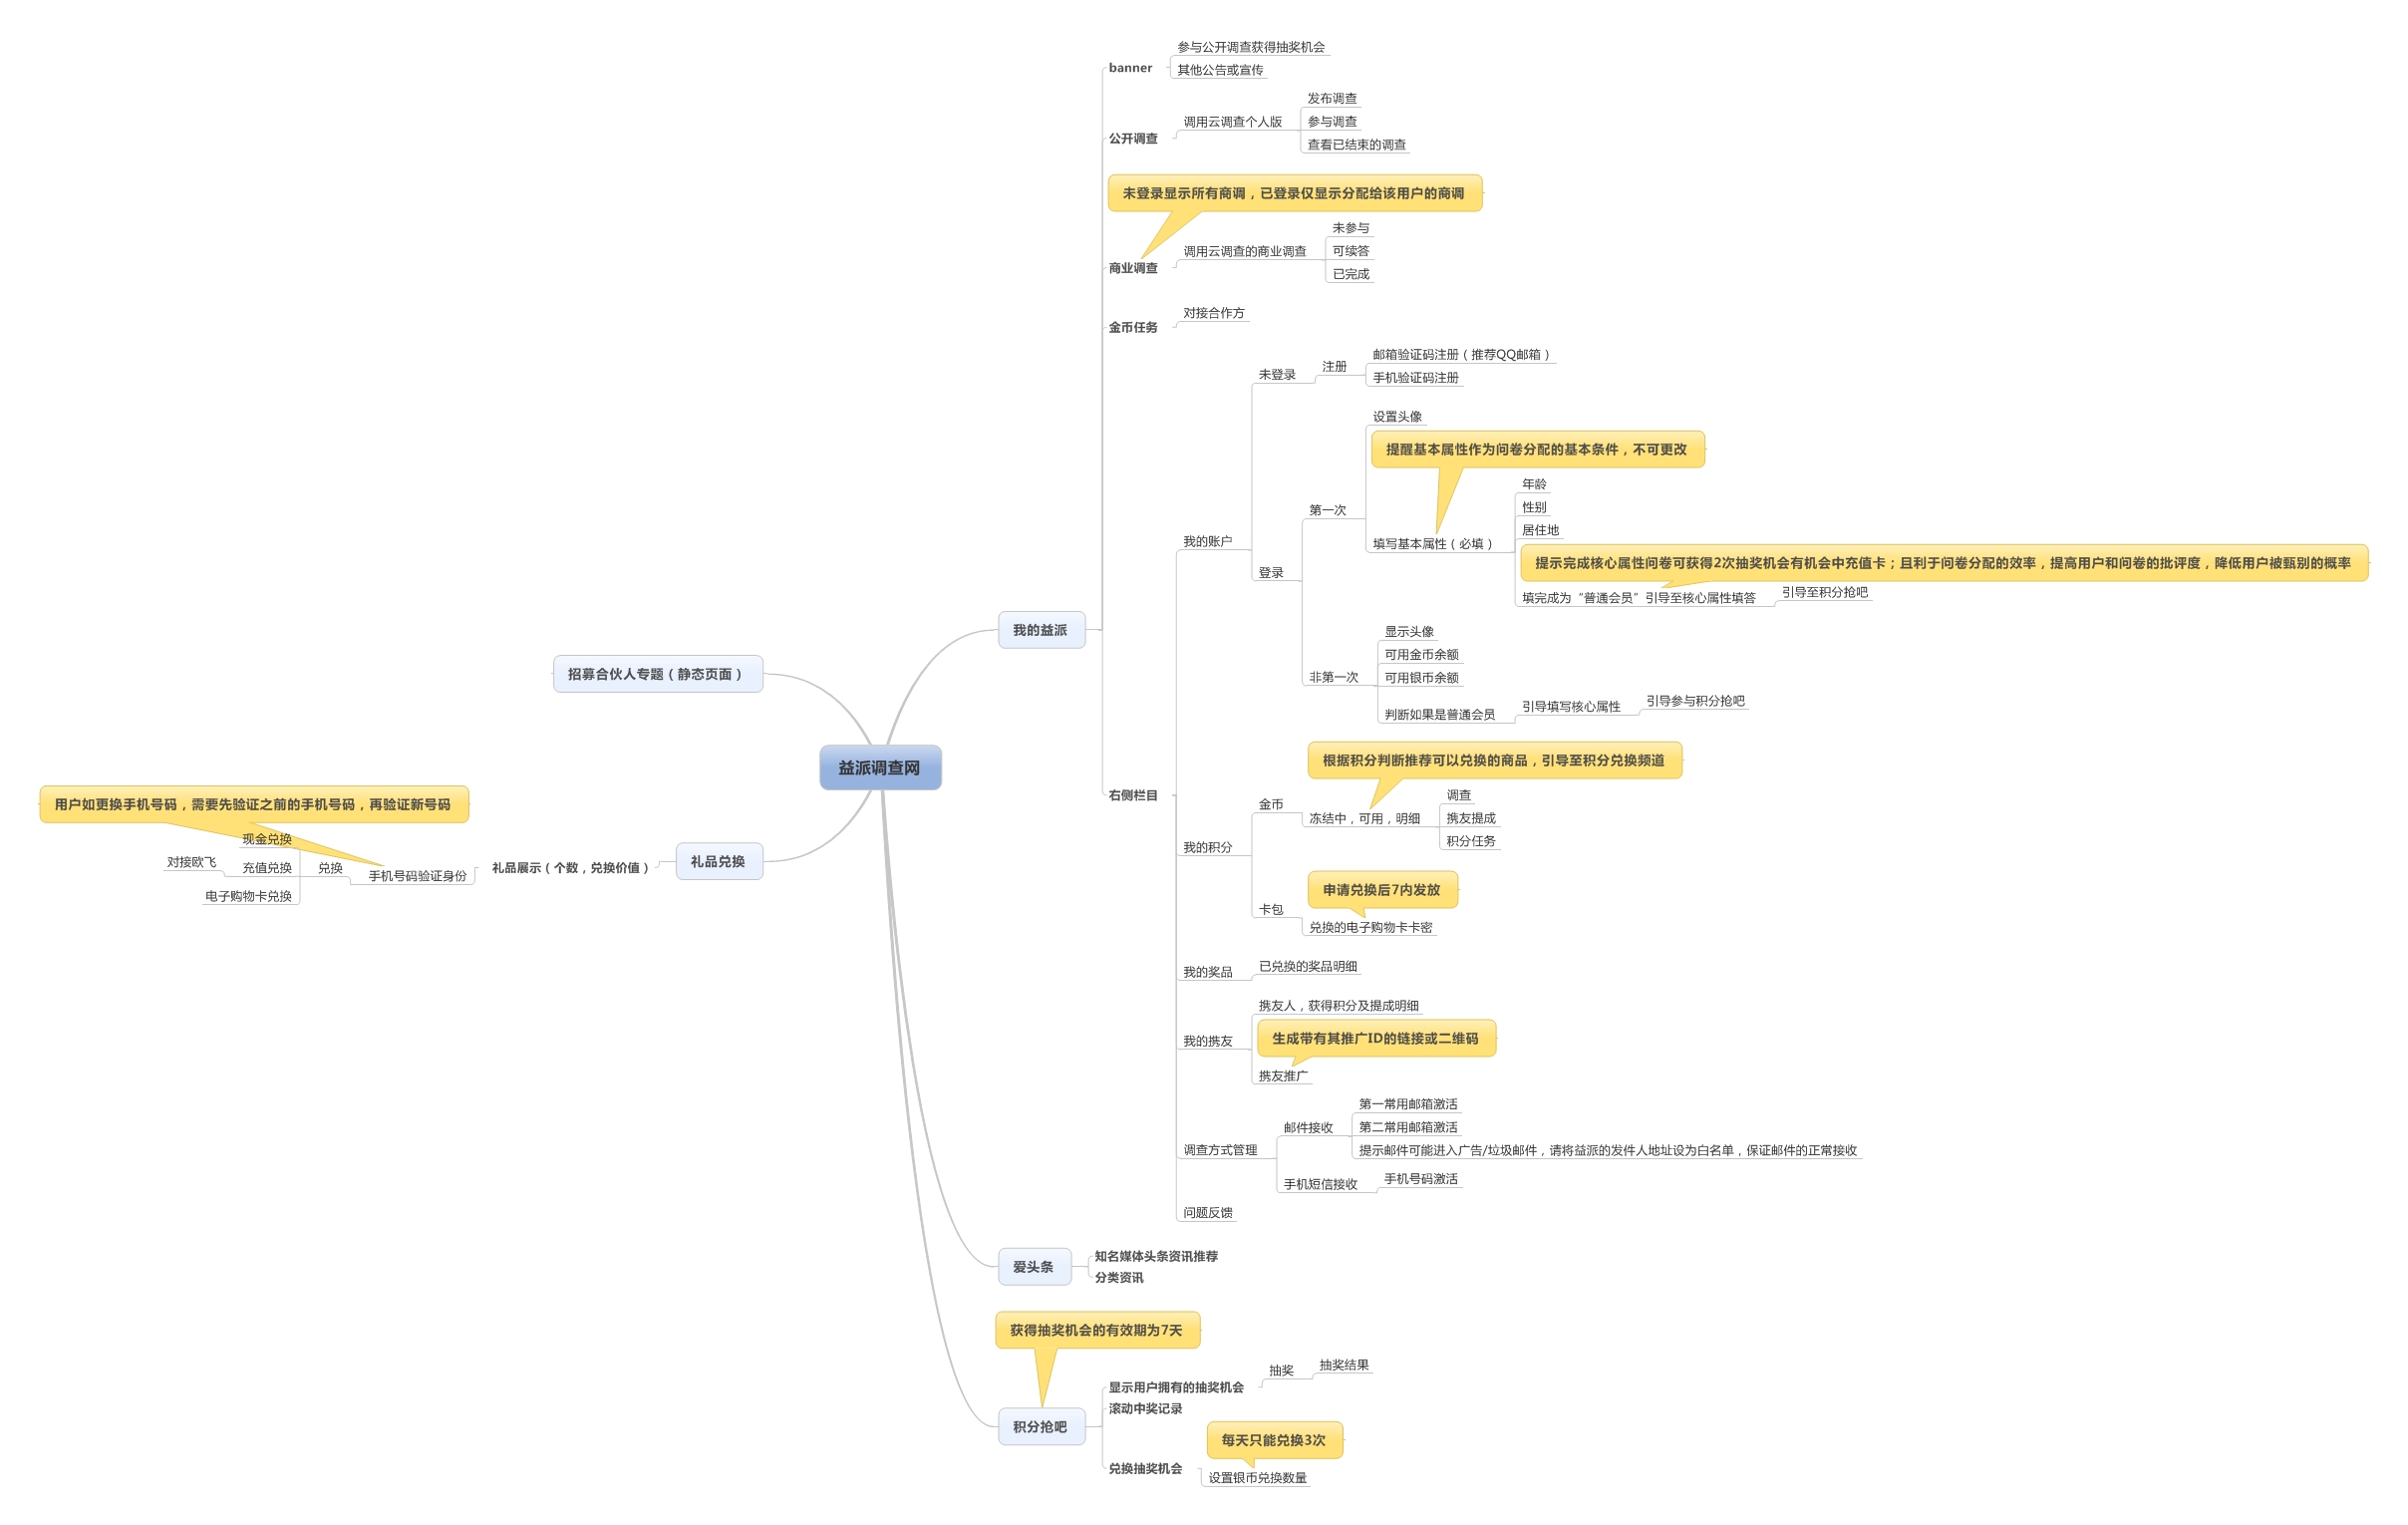 益派调查网
我的益派
banner
参与公开调查获得抽奖机会
其他公告或宣传
公开调查
调用云调查个人版
发布调查
参与调查
查看已结束的调查
未登录显示所有商调，已登录仅显示分配给该用户的商调
商业调查
调用云调查的商业调查
未参与
可续答
已完成
金币任务
对接合作方
右侧栏目
我的账户
未登录
注册
邮箱验证码注册（推荐QQ邮箱）
手机验证码注册
登录
第一次
设置头像
提醒基本属性作为问卷分配的基本条件，不可更改
填写基本属性（必填）
年龄
性别
居住地
提示完成核心属性问卷可获得2次抽奖机会有机会中充值卡；且利于问卷分配的效率，提高用户和问卷的批评度，降低用户被甄别的概率
填完成为“普通会员”引导至核心属性填答
引导至积分抢吧
非第一次
显示头像
可用金币余额
可用银币余额
判断如果是普通会员
引导填写核心属性
引导参与积分抢吧
我的积分
金币
根据积分判断推荐可以兑换的商品，引导至积分兑换频道
冻结中，可用，明细
调查
携友提成
积分任务
卡包
申请兑换后7内发放
兑换的电子购物卡卡密
我的奖品
已兑换的奖品明细
我的携友
携友人，获得积分及提成明细
生成带有其推广ID的链接或二维码
携友推广
调查方式管理
邮件接收
第一常用邮箱激活
第二常用邮箱激活
提示邮件可能进入广告/垃圾邮件，请将益派的发件人地址设为白名单，保证邮件的正常接收
手机短信接收
手机号码激活
问题反馈
爱头条
知名媒体头条资讯推荐
分类资讯
获得抽奖机会的有效期为7天
积分抢吧
显示用户拥有的抽奖机会
抽奖
抽奖结果
滚动中奖记录
兑换抽奖机会
每天只能兑换3次
设置银币兑换数量
招募合伙人专题（静态页面）
礼品兑换
礼品展示（个数，兑换价值）
用户如更换手机号码，需要先验证之前的手机号码，再验证新号码
手机号码验证身份
兑换
现金兑换
充值兑换
对接欧飞
电子购物卡兑换